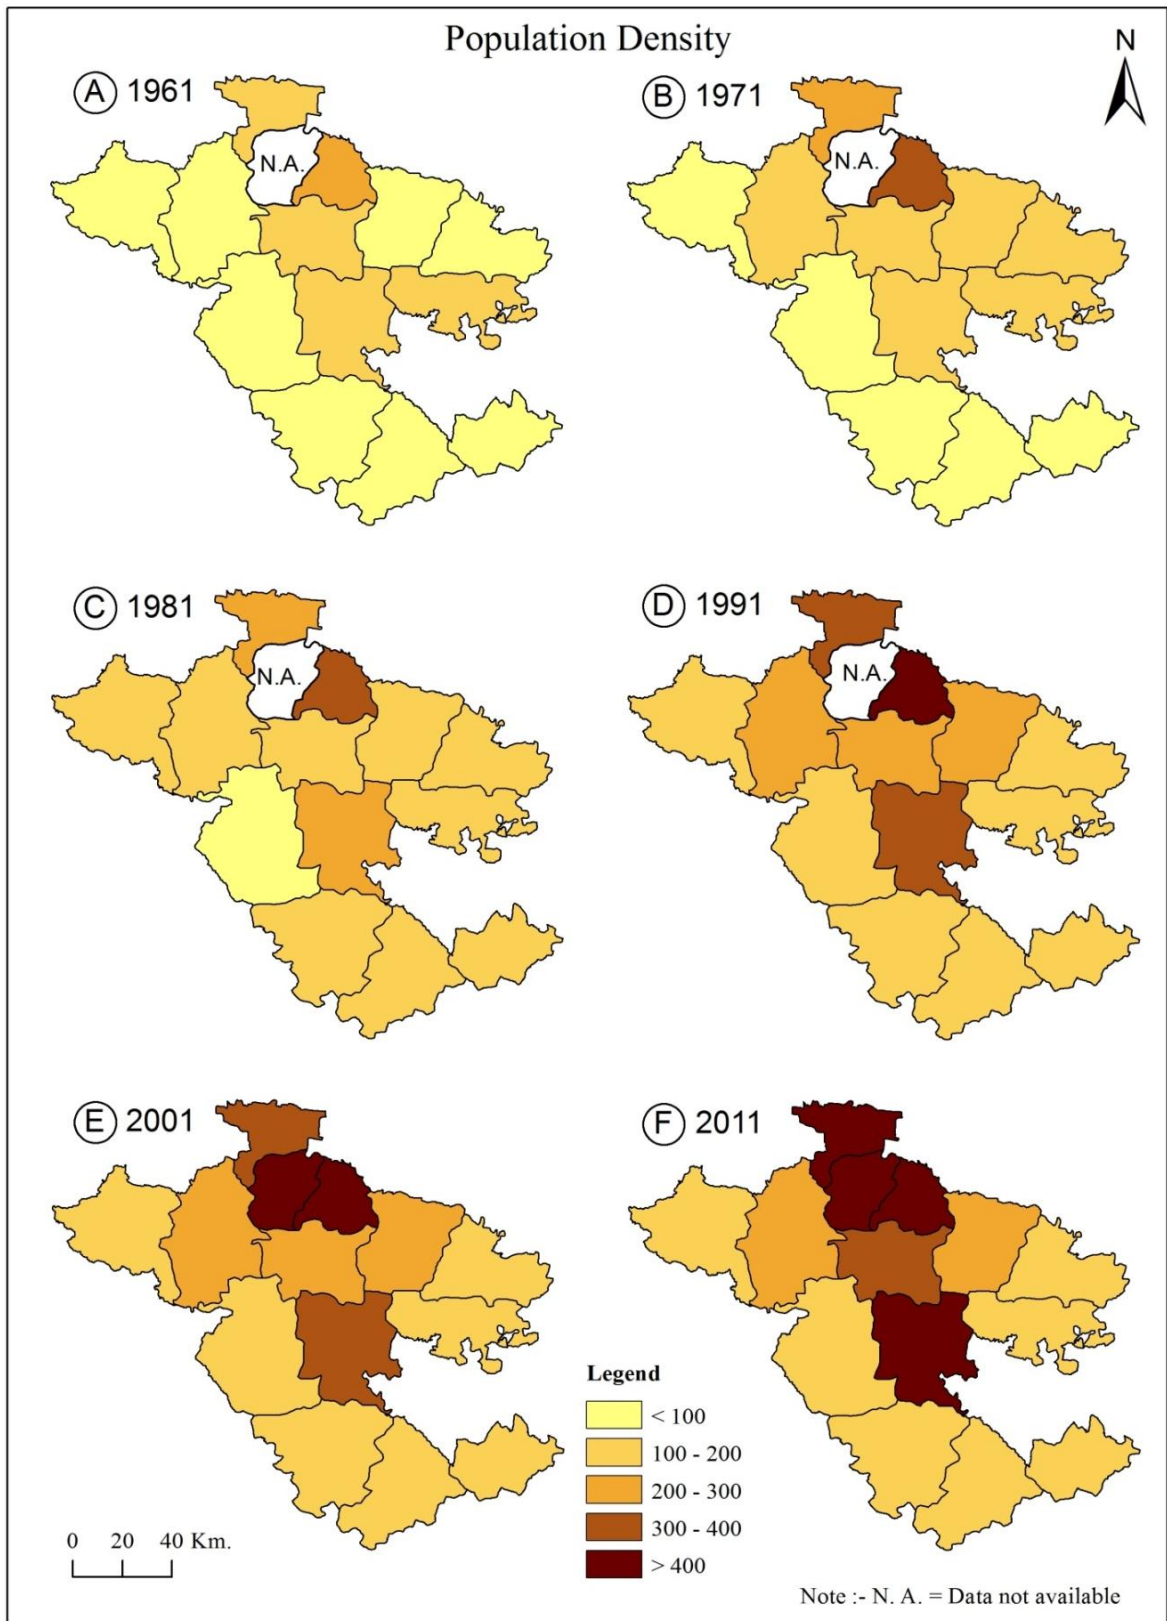 Population Density
N
A 1961
B 1971
N.A.
N.A.
C 1981
D 1991
N.A.
N.A.
E 2001
F 2011
Legend
< 100
100 - 200
200 - 300
300 - 400
> 400
0 20 40 Km.
Note :- N. A. = Data not available